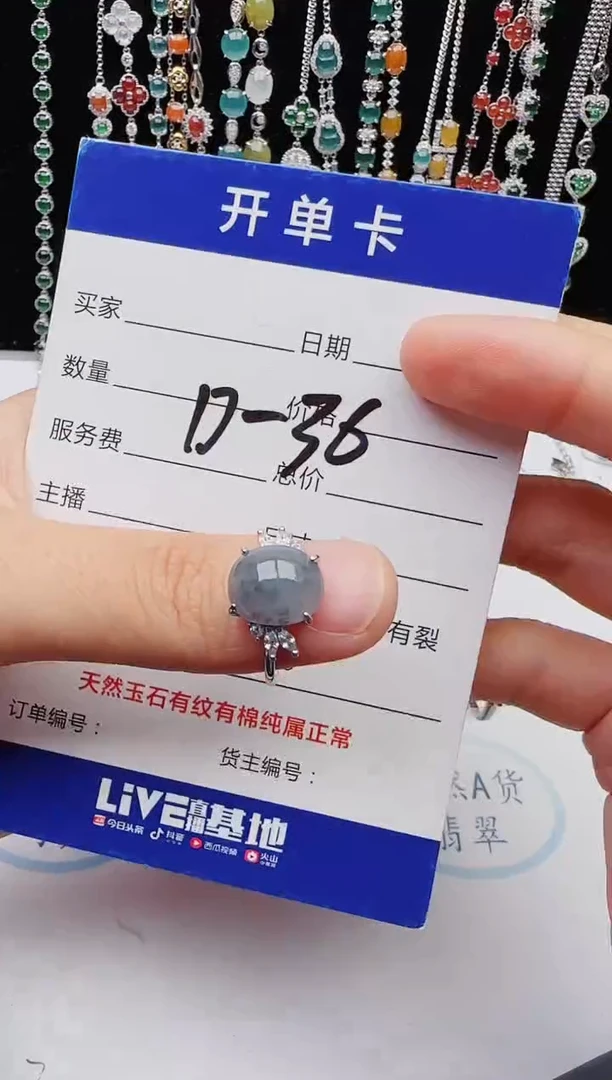 开单卡
买家 日期
数量 价格
D-36
服务费 总价
主播
有裂
天然玉石有纹有棉纯属正常
订单编号：
货主编号：
LiVE直播基地
今日头条 抖音 西瓜视频 火山
A货
翡翠